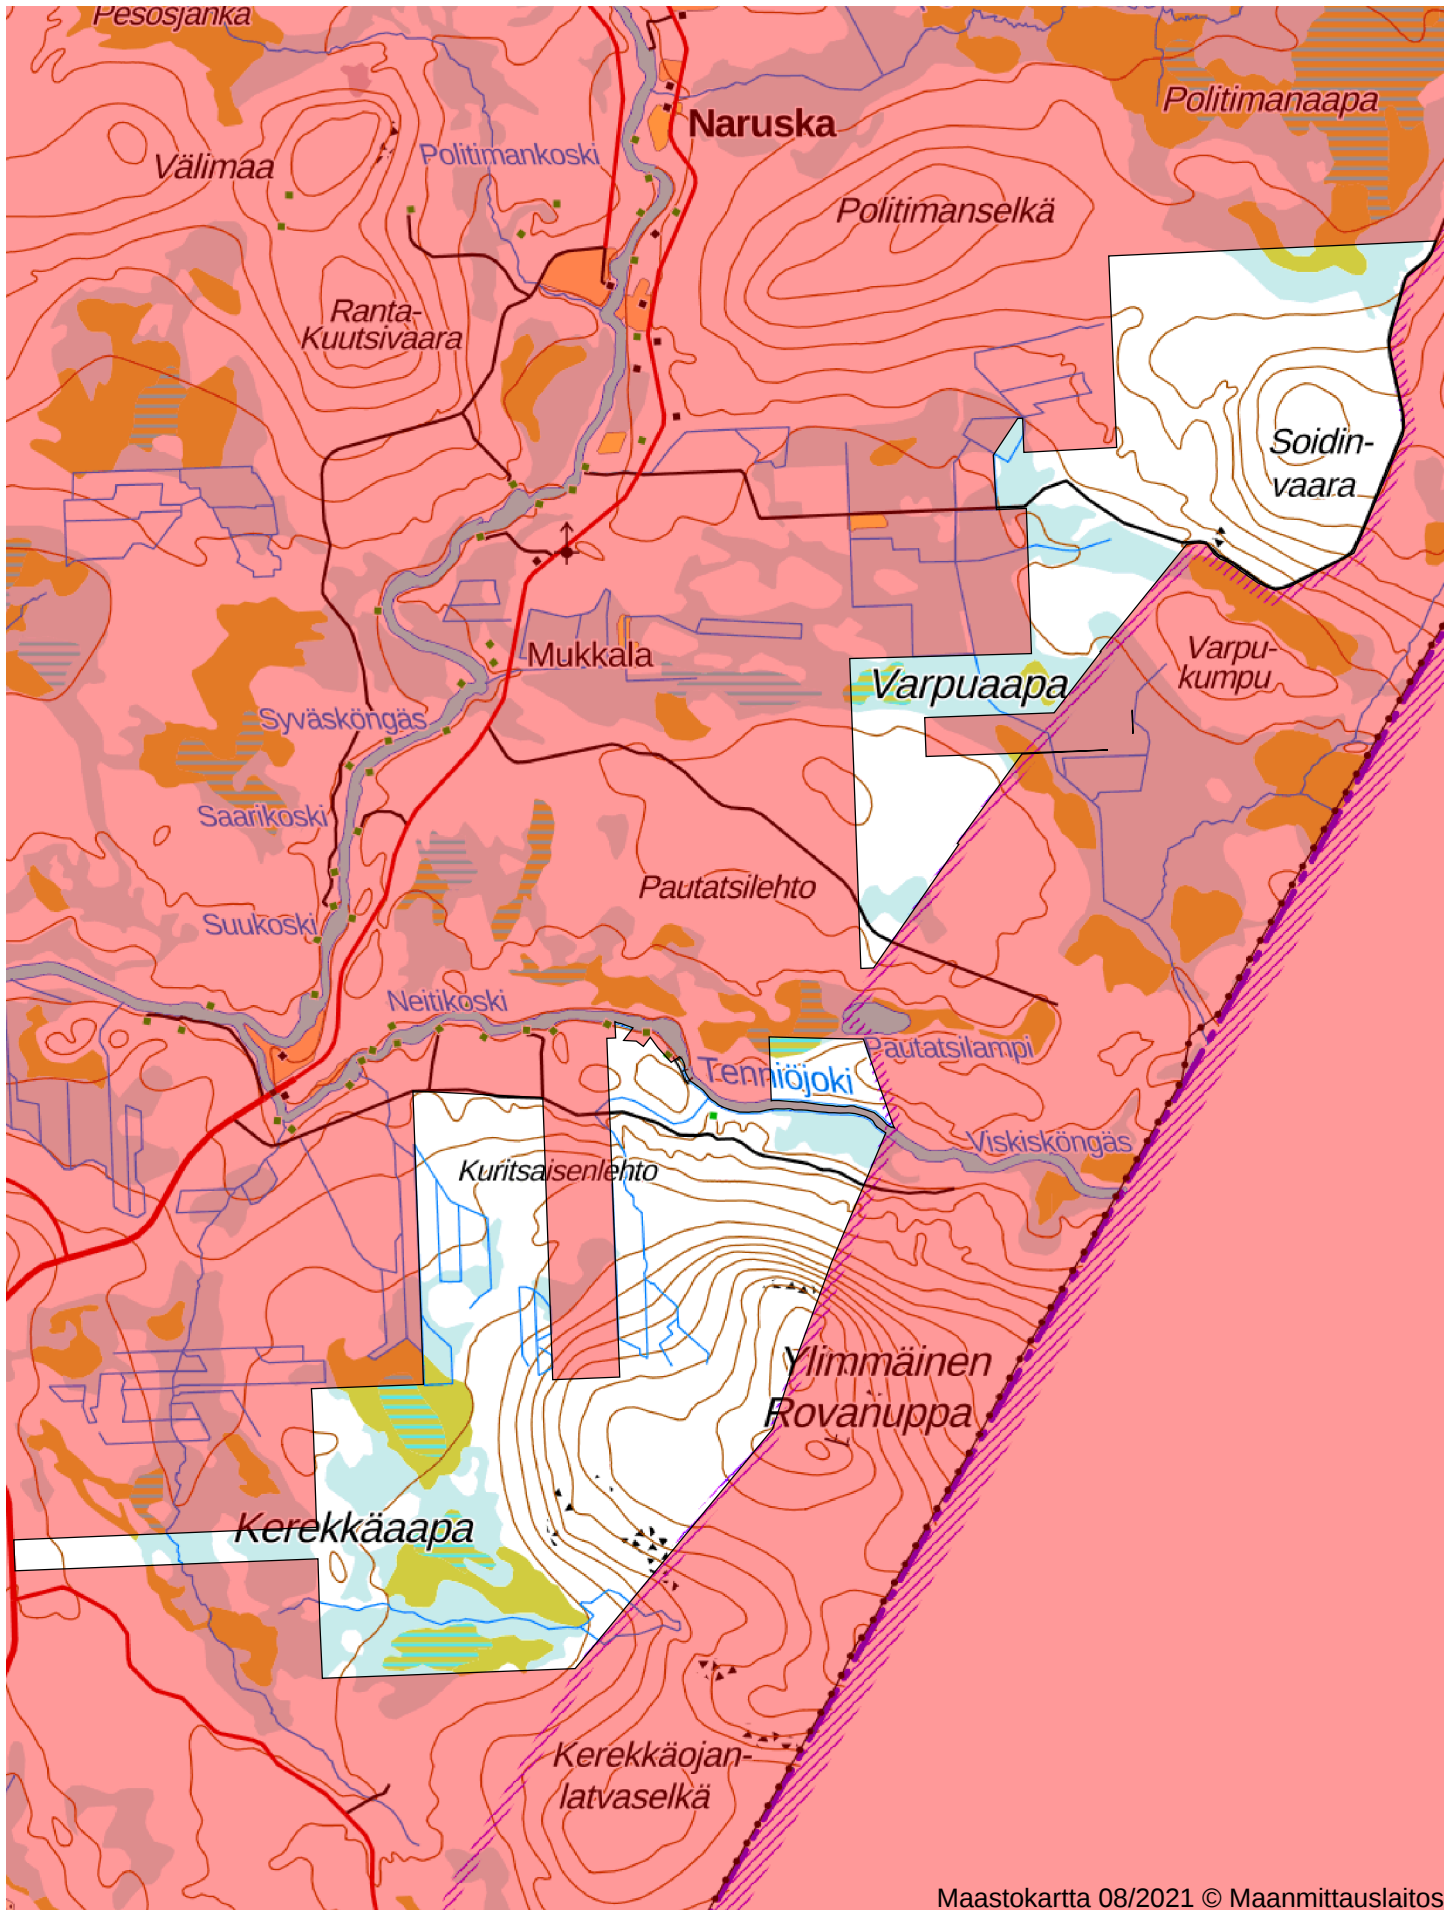 Pesosjänkä
Naruska
Politimanaapa
Politimankoski
Välimaa
Politimanselkä
Ranta-
Kuutsivaara
Soidin-
vaara
Mukkala
Varpu-
kumpu
Varpuaapa
Syväsköngäs
Saarikoski
Pautatsilehto
Suukoski
Neitikoski
Pautatsilampi
Tenniöjoki
Viskisköngäs
Kuritsaisenlehto
Ylimmäinen
Rovanuppa
Kerekkäaapa
Kerekkäojan-
latvaselkä
Maastokartta 08/2021 © Maanmittauslaitos